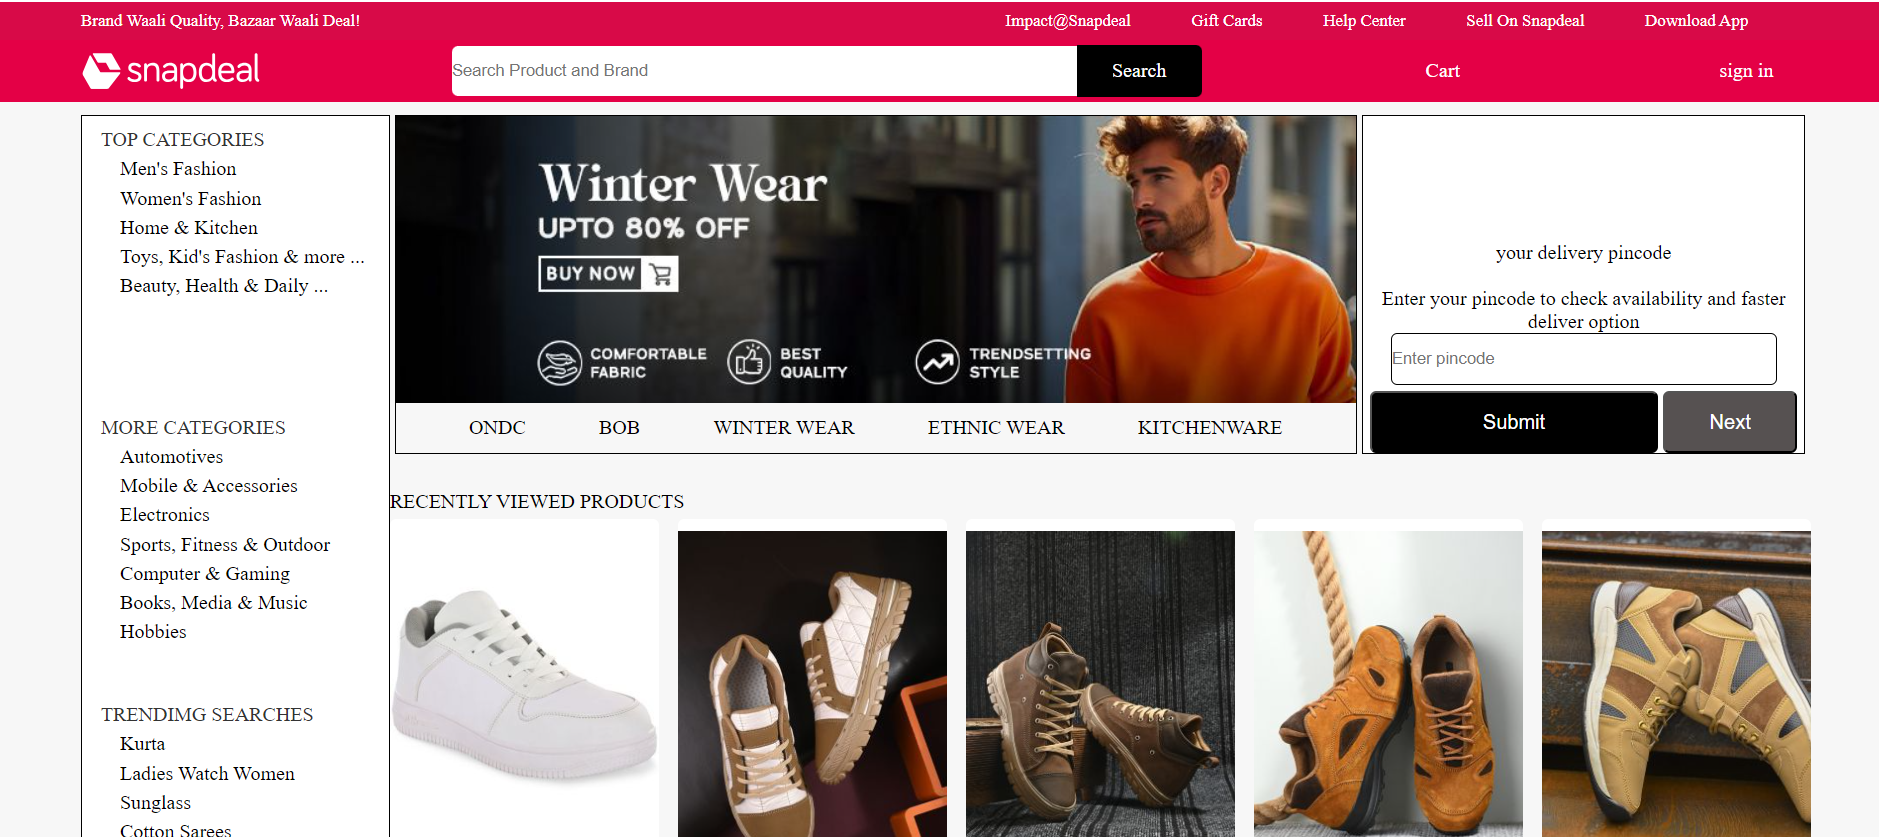 Brand Waali Quality, Bazaar Waali Deal!
Impact@Snapdeal
Gift Cards
Help Center
Sell On Snapdeal
Download App
snapdeal
Search Product and Brand
Search
Cart
sign in
TOP CATEGORIES
Men's Fashion
Women's Fashion
Home & Kitchen
Toys, Kid's Fashion & more ...
Beauty, Health & Daily ...
MORE CATEGORIES
Automotives
Mobile & Accessories
Electronics
Sports, Fitness & Outdoor
Computer & Gaming
Books, Media & Music
Hobbies
TRENDIMG SEARCHES
Kurta
Ladies Watch Women
Sunglass
Cotton Sarees
Winter Wear
UPTO 80% OFF
BUY NOW
COMFORTABLE
FABRIC
BEST
QUALITY
TRENDSETTING
STYLE
ONDC
BOB
WINTER WEAR
ETHNIC WEAR
KITCHENWARE
your delivery pincode
Enter your pincode to check availability and faster
deliver option
Enter pincode
Submit
Next
RECENTLY VIEWED PRODUCTS